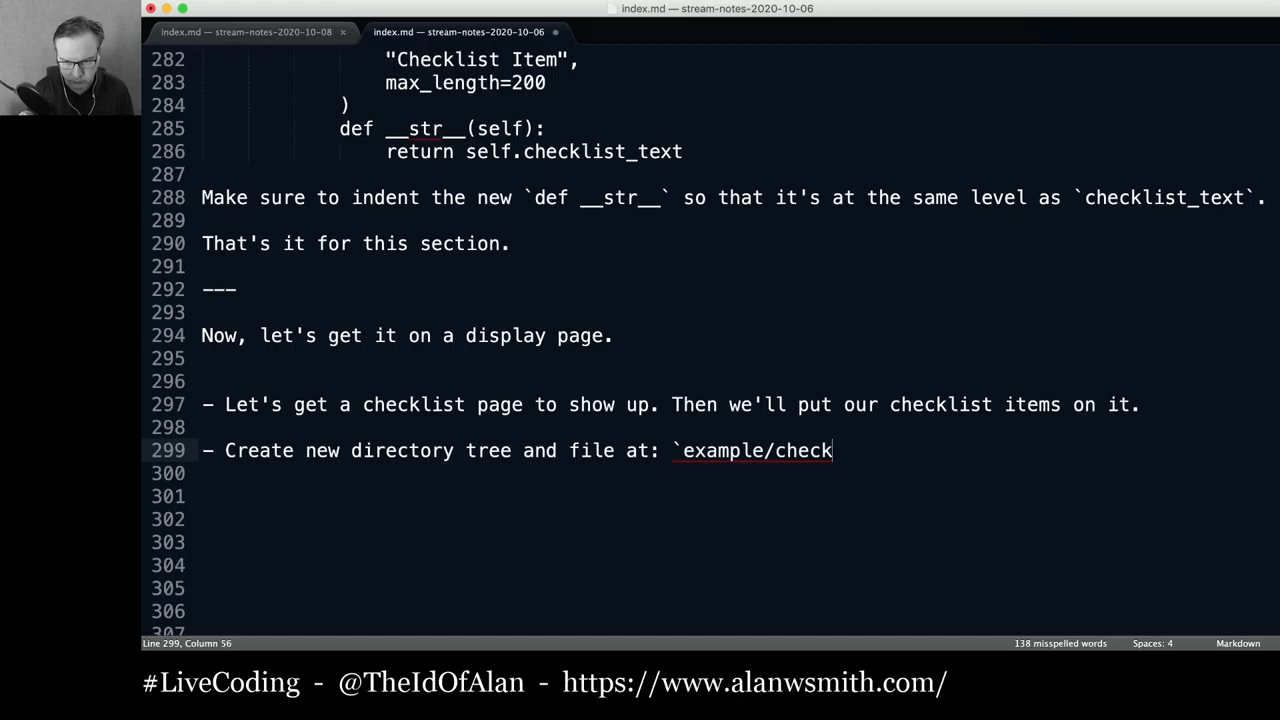 index.md — stream-notes-2020-10-06
index.md — stream-notes-2020-10-08 ×
index.md — stream-notes-2020-10-06
282 "Checklist Item",
283 max_length=200
284 )
285 def __str__(self):
286 return self.checklist_text
287
288 Make sure to indent the new `def __str__` so that it's at the same level as `checklist_text`.
289
290 That's it for this section.
291
292 ---
293
294 Now, let's get it on a display page.
295
296
297 - Let's get a checklist page to show up. Then we'll put our checklist items on it.
298
299 - Create new directory tree and file at: `example/check
300
301
302
303
304
305
306
307
Line 299, Column 56
138 misspelled words
Spaces: 4
Markdown
#LiveCoding - @TheIdOfAlan - https://www.alanwsmith.com/